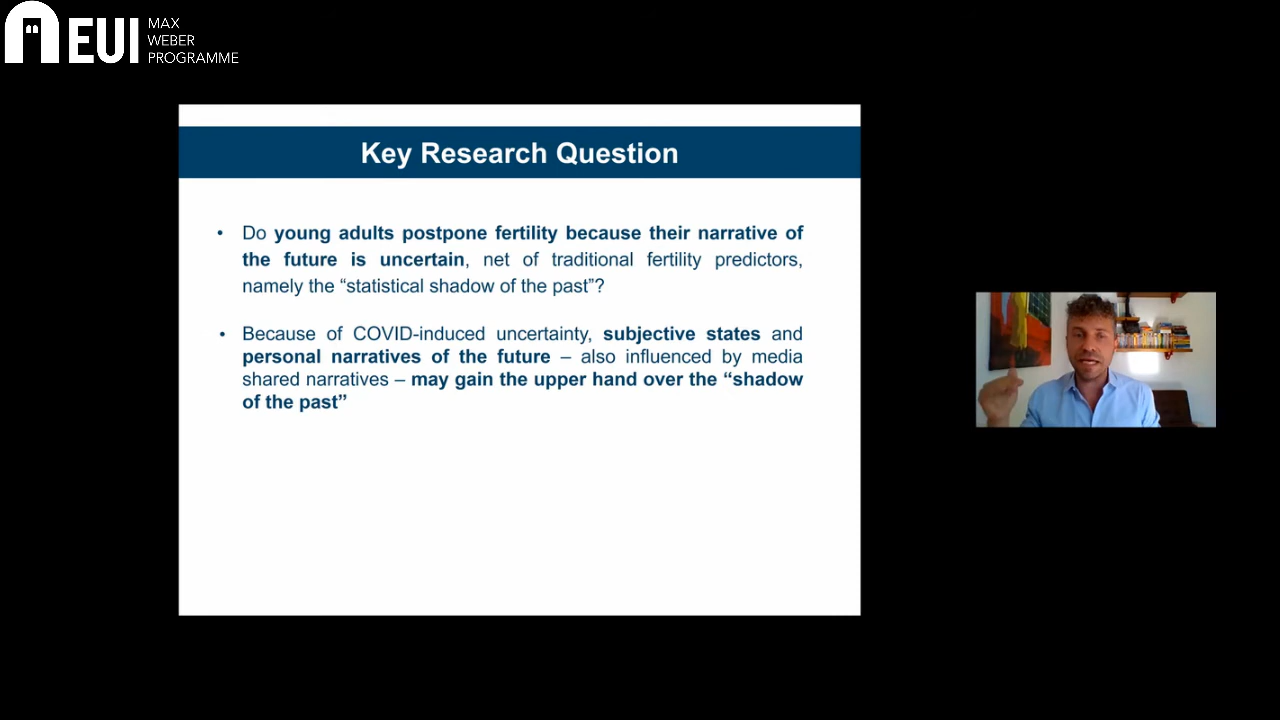 EUI
MAX
WEBER
PROGRAMME
Key Research Question
• Do young adults postpone fertility because their narrative of
the future is uncertain, net of traditional fertility predictors,
namely the “statistical shadow of the past”?
• Because of COVID-induced uncertainty, subjective states and
personal narratives of the future – also influenced by media
shared narratives – may gain the upper hand over the “shadow
of the past”